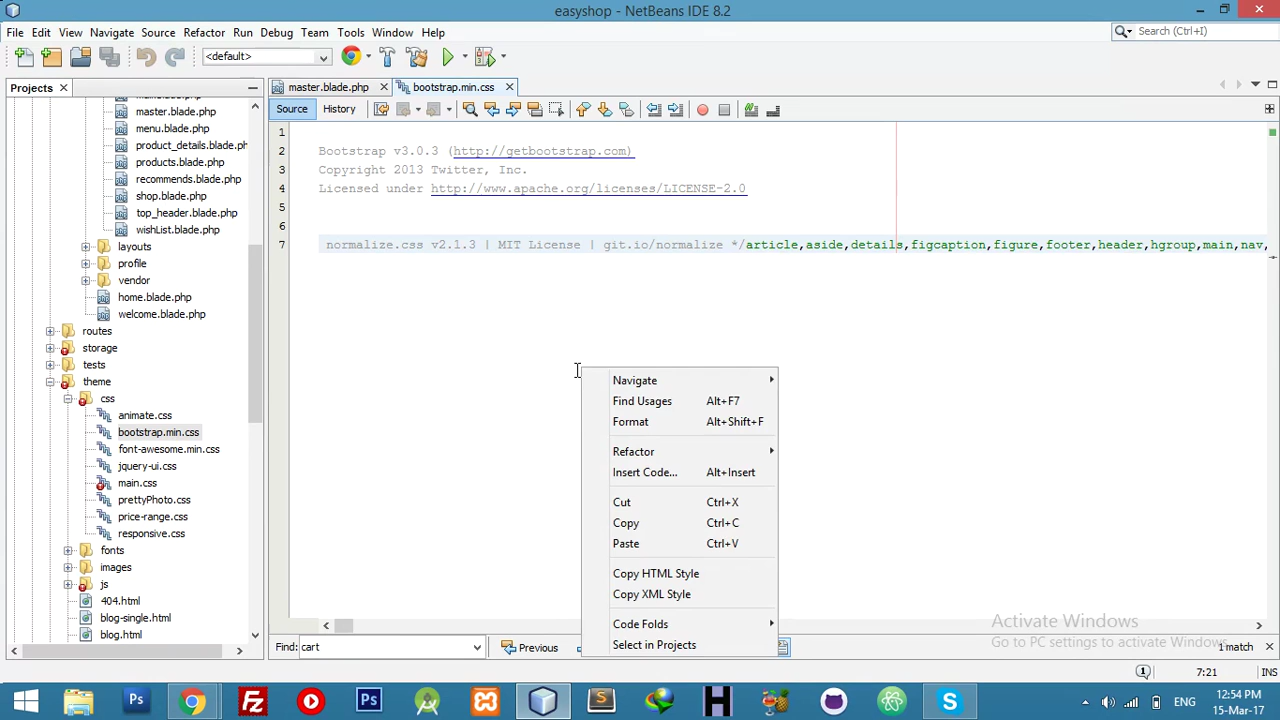 easyshop - NetBeans IDE 8.2
File Edit View Navigate Source Refactor Run Debug Team Tools Window Help
Search (Ctrl+I)
<default>
Projects
master.blade.php
bootstrap.min.css
Source
History
master.blade.php
menu.blade.php
product_details.blade.ph
products.blade.php
recommends.blade.php
shop.blade.php
top_header.blade.php
wishList.blade.php
layouts
profile
vendor
home.blade.php
welcome.blade.php
routes
storage
tests
theme
css
animate.css
bootstrap.min.css
font-awesome.min.css
jquery-ui.css
main.css
prettyPhoto.css
price-range.css
responsive.css
fonts
images
js
404.html
blog-single.html
blog.html
1
2 Bootstrap v3.0.3 (http://getbootstrap.com)
3 Copyright 2013 Twitter, Inc.
4 Licensed under http://www.apache.org/licenses/LICENSE-2.0
5
6
7 normalize.css v2.1.3 | MIT License | git.io/normalize */article,aside,details,figcaption,figure,footer,header,hgroup,main,nav,
Navigate
Find Usages Alt+F7
Format Alt+Shift+F
Refactor
Insert Code... Alt+Insert
Cut Ctrl+X
Copy Ctrl+C
Paste Ctrl+V
Copy HTML Style
Copy XML Style
Code Folds
Select in Projects
Activate Windows
Go to PC settings to activate Windows.
Find: cart
Previous
1 match
7:21
INS
Ps
Ps
ENG
12:54 PM
15-Mar-17